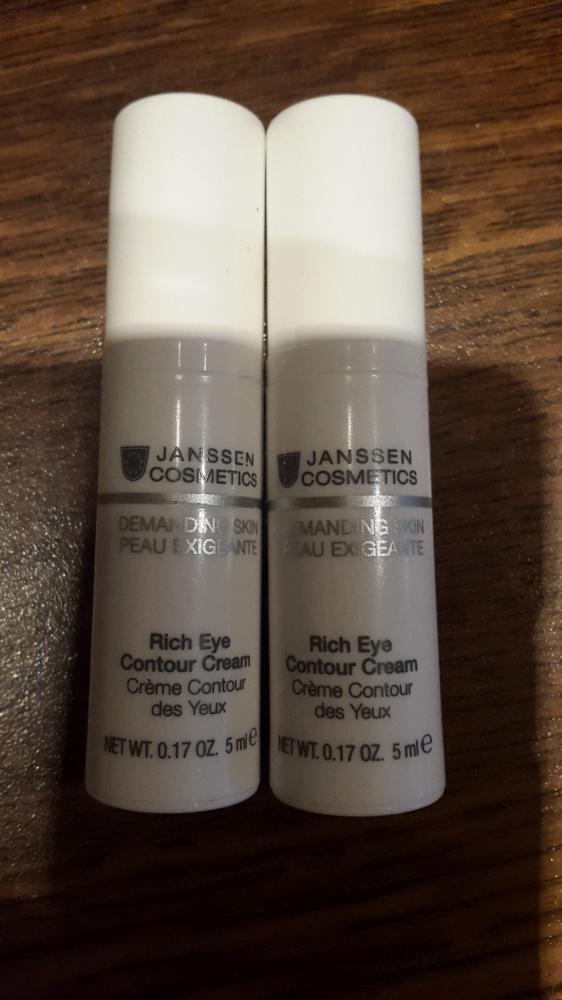 JANSSEN
COSMETICS
DEMANDING SKIN
PEAU EXIGEANTE
Rich Eye
Contour Cream
Crème Contour
des Yeux
NET WT. 0.17 OZ. 5 ml e
JANSSEN
COSMETICS
DEMANDING SKIN
PEAU EXIGEANTE
Rich Eye
Contour Cream
Crème Contour
des Yeux
NET WT. 0.17 OZ. 5 ml e